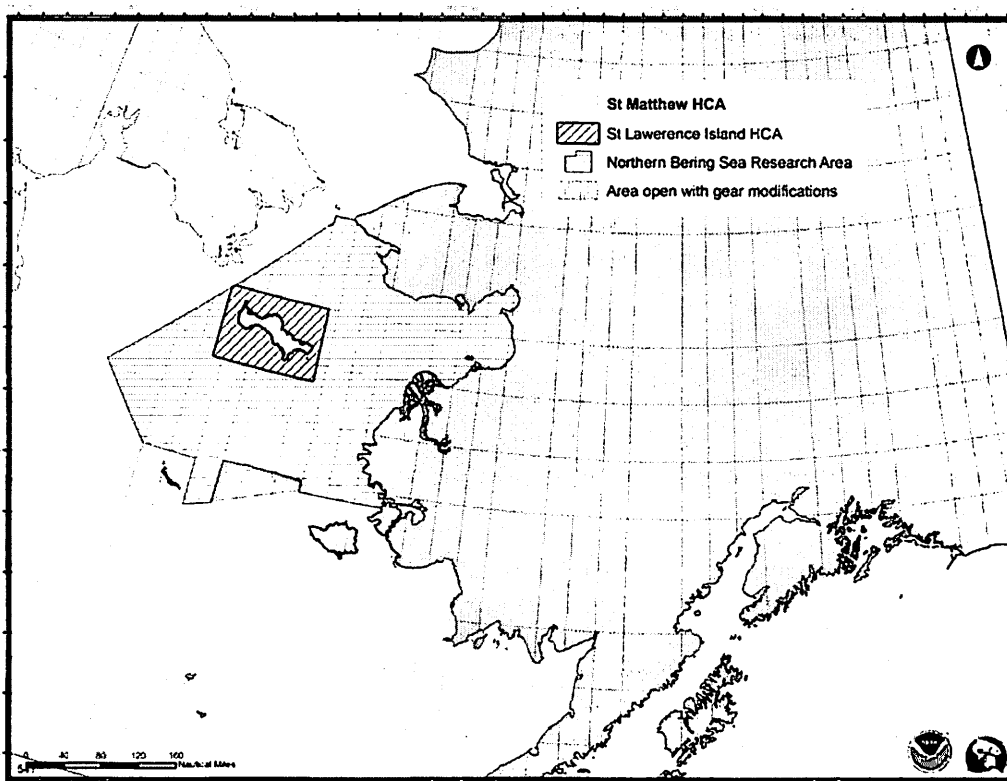 St Matthew HCA
St Lawerence Island HCA
Northern Bering Sea Research Area
Area open with gear modifications
0 40 80 120 160
Nautical Miles